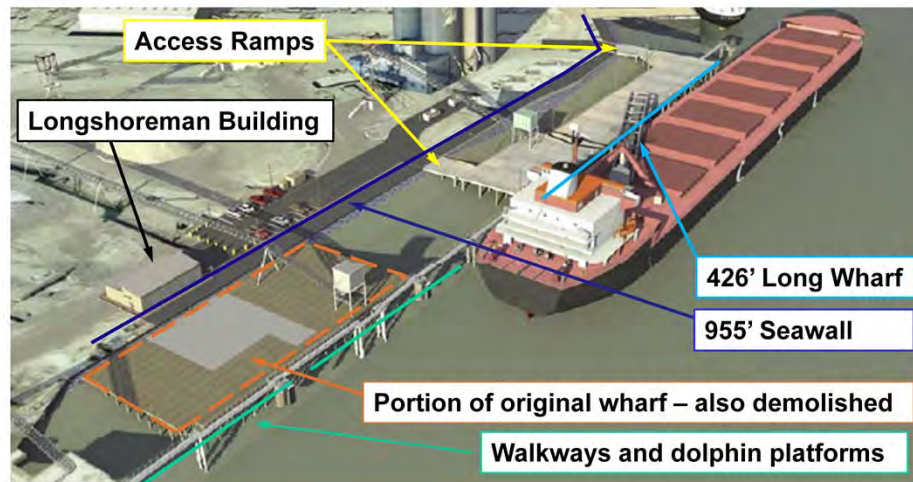 Access Ramps
Longshoreman Building
426’ Long Wharf
955’ Seawall
Portion of original wharf – also demolished
Walkways and dolphin platforms